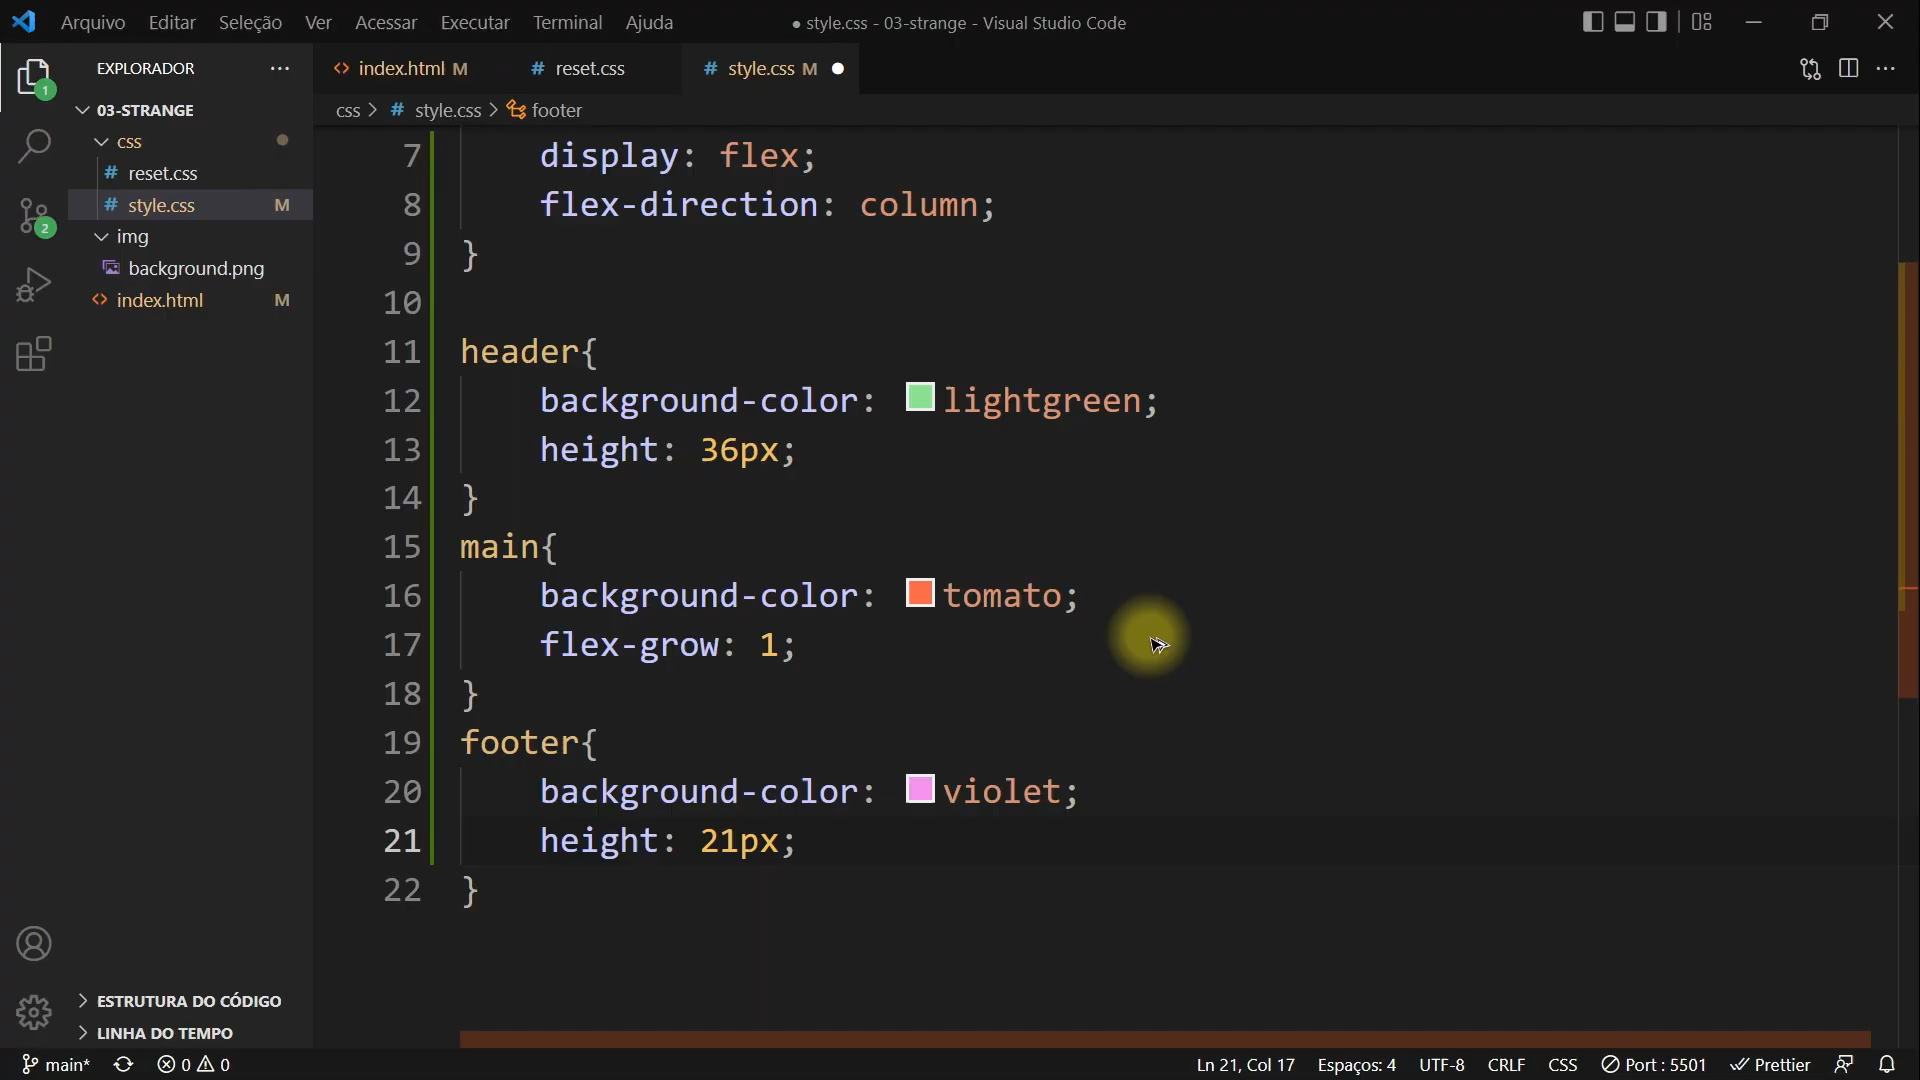 Arquivo Editar Seleção Ver Acessar Executar Terminal Ajuda
● style.css - 03-strange - Visual Studio Code
EXPLORADOR
index.html M
# reset.css
# style.css M
css > # style.css > footer
03-STRANGE
css
# reset.css
# style.css M
img
background.png
index.html M
1
2
7 display: flex;
8 flex-direction: column;
9 }
10
11 header{
12 background-color: lightgreen;
13 height: 36px;
14 }
15 main{
16 background-color: tomato;
17 flex-grow: 1;
18 }
19 footer{
20 background-color: violet;
21 height: 21px;
22 }
ESTRUTURA DO CÓDIGO
LINHA DO TEMPO
main* 0 0 Ln 21, Col 17 Espaços: 4 UTF-8 CRLF CSS Port : 5501 Prettier